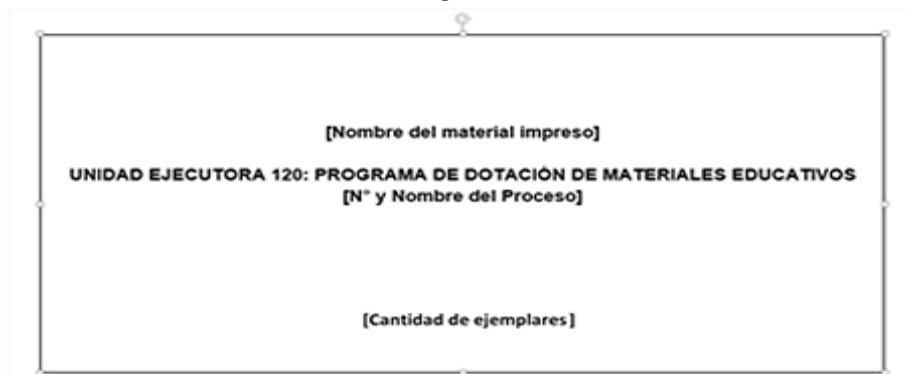 [Nombre del material impreso]
UNIDAD EJECUTORA 120: PROGRAMA DE DOTACIÓN DE MATERIALES EDUCATIVOS
[N° y Nombre del Proceso]
[Cantidad de ejemplares]